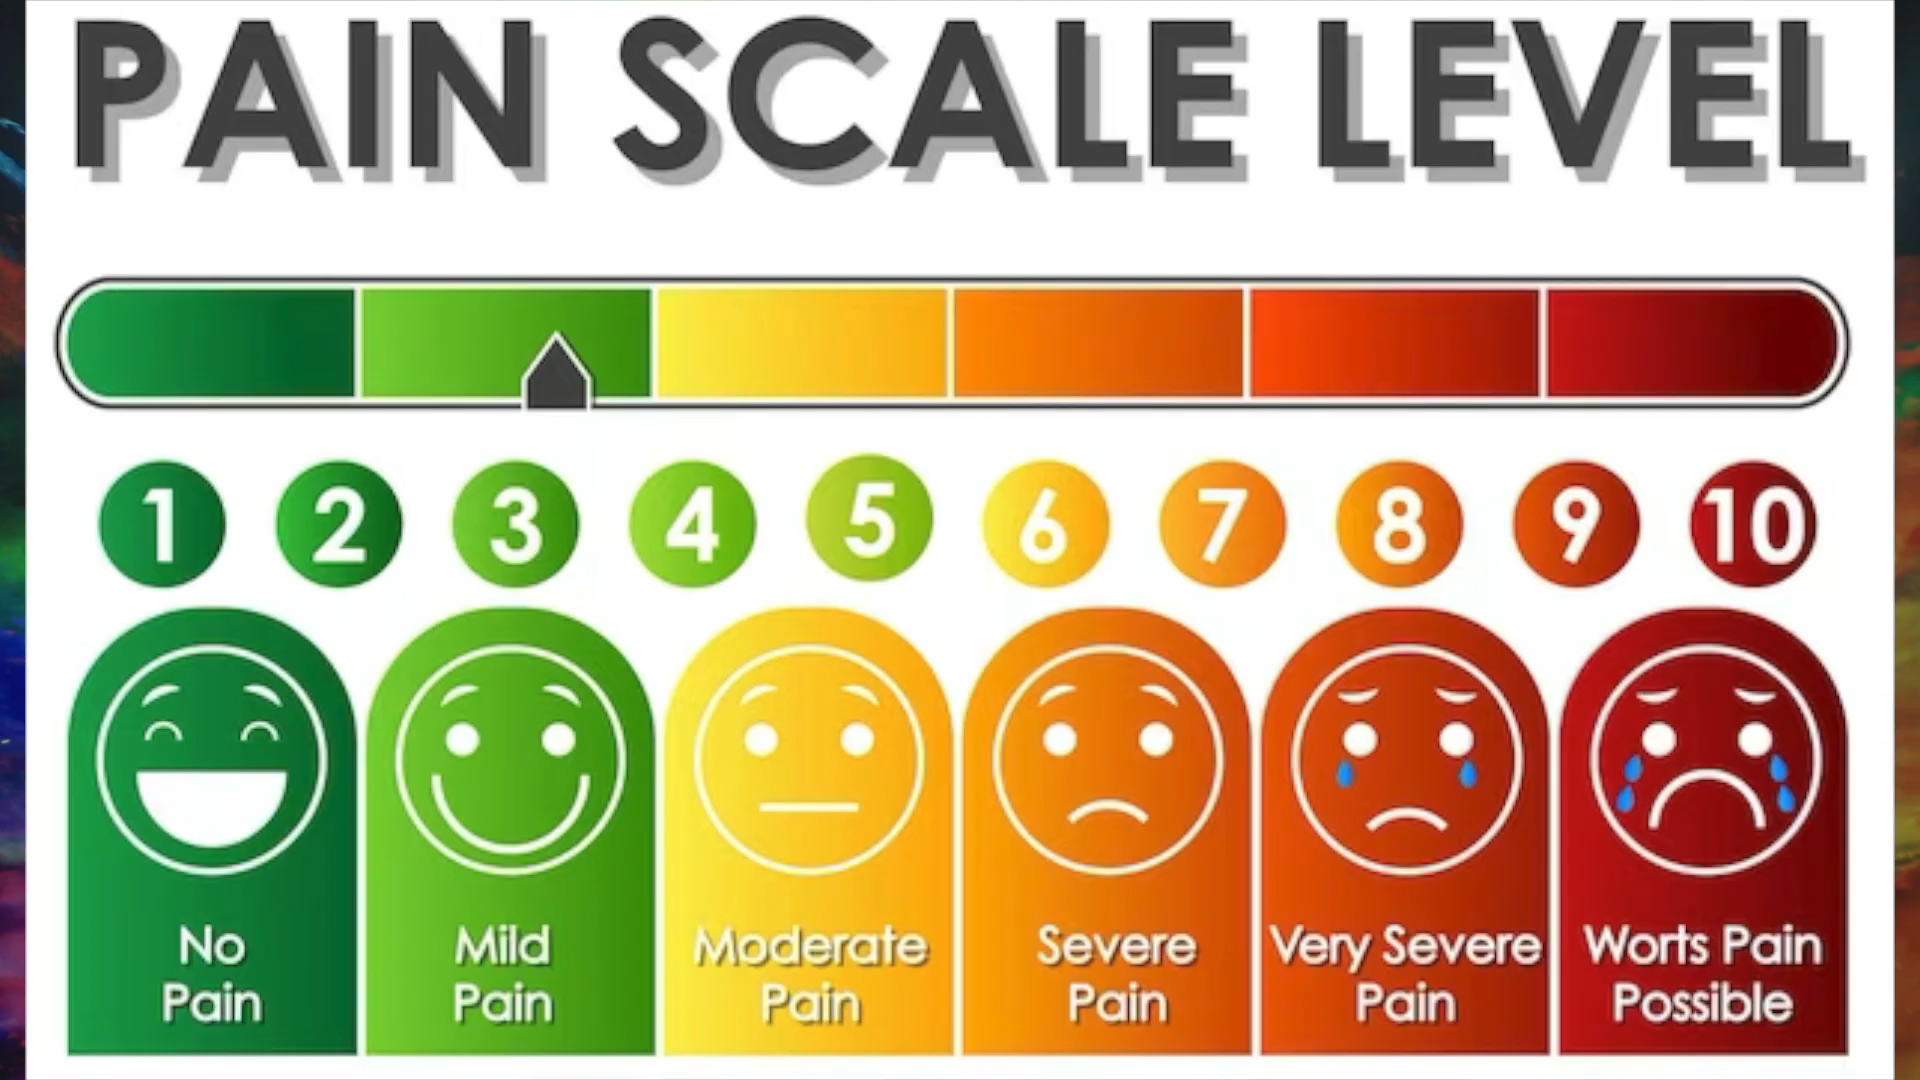 PAIN SCALE LEVEL
1 2 3 4 5 6 7 8 9 10
No Pain
Mild Pain
Moderate Pain
Severe Pain
Very Severe Pain
Worts Pain Possible